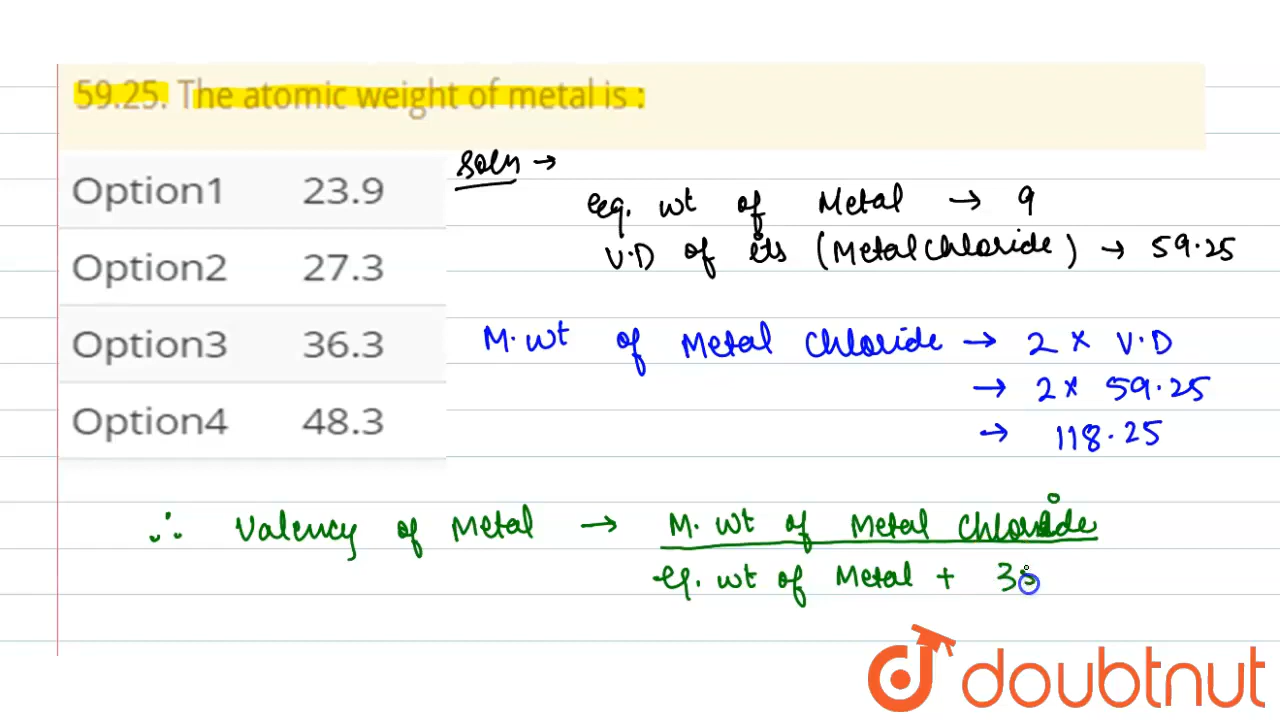 59.25. The atomic weight of metal is :
Soln →
Option1 23.9
eq. wt of Metal → 9
V.D of its (Metal Chloride) → 59.25
Option2 27.3
M. wt of Metal Chloride → 2 × V.D
Option3 36.3
→ 2 × 59.25
Option4 48.3
→ 118.25
∴ Valency of Metal → M. wt of Metal Chloride
eq. wt of Metal + 35
doubtnut